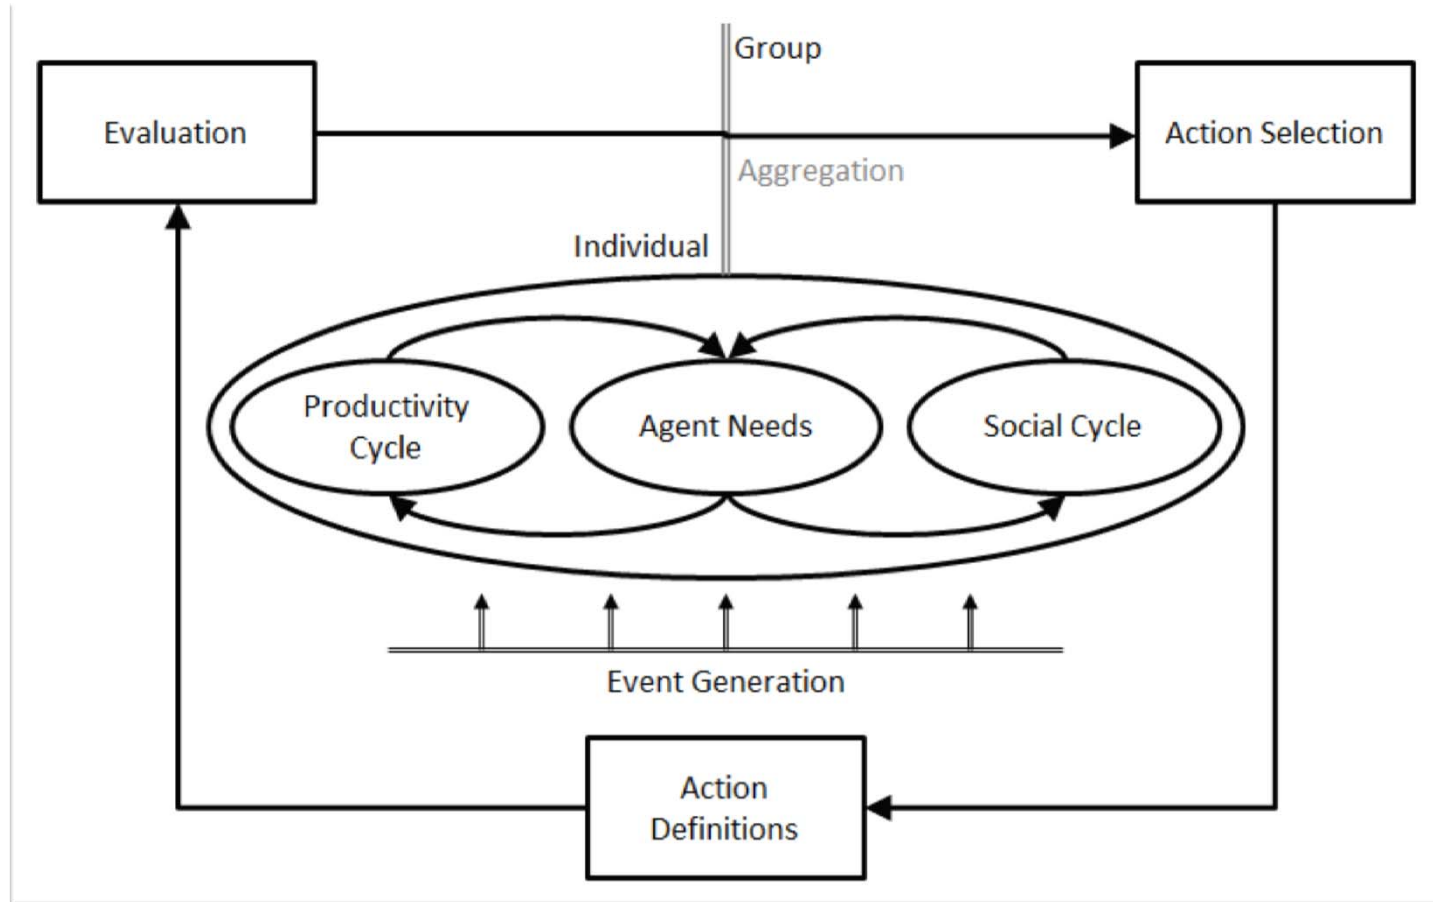 Group
Evaluation
Action Selection
Aggregation
Individual
Productivity
Cycle
Agent Needs
Social Cycle
Event Generation
Action
Definitions